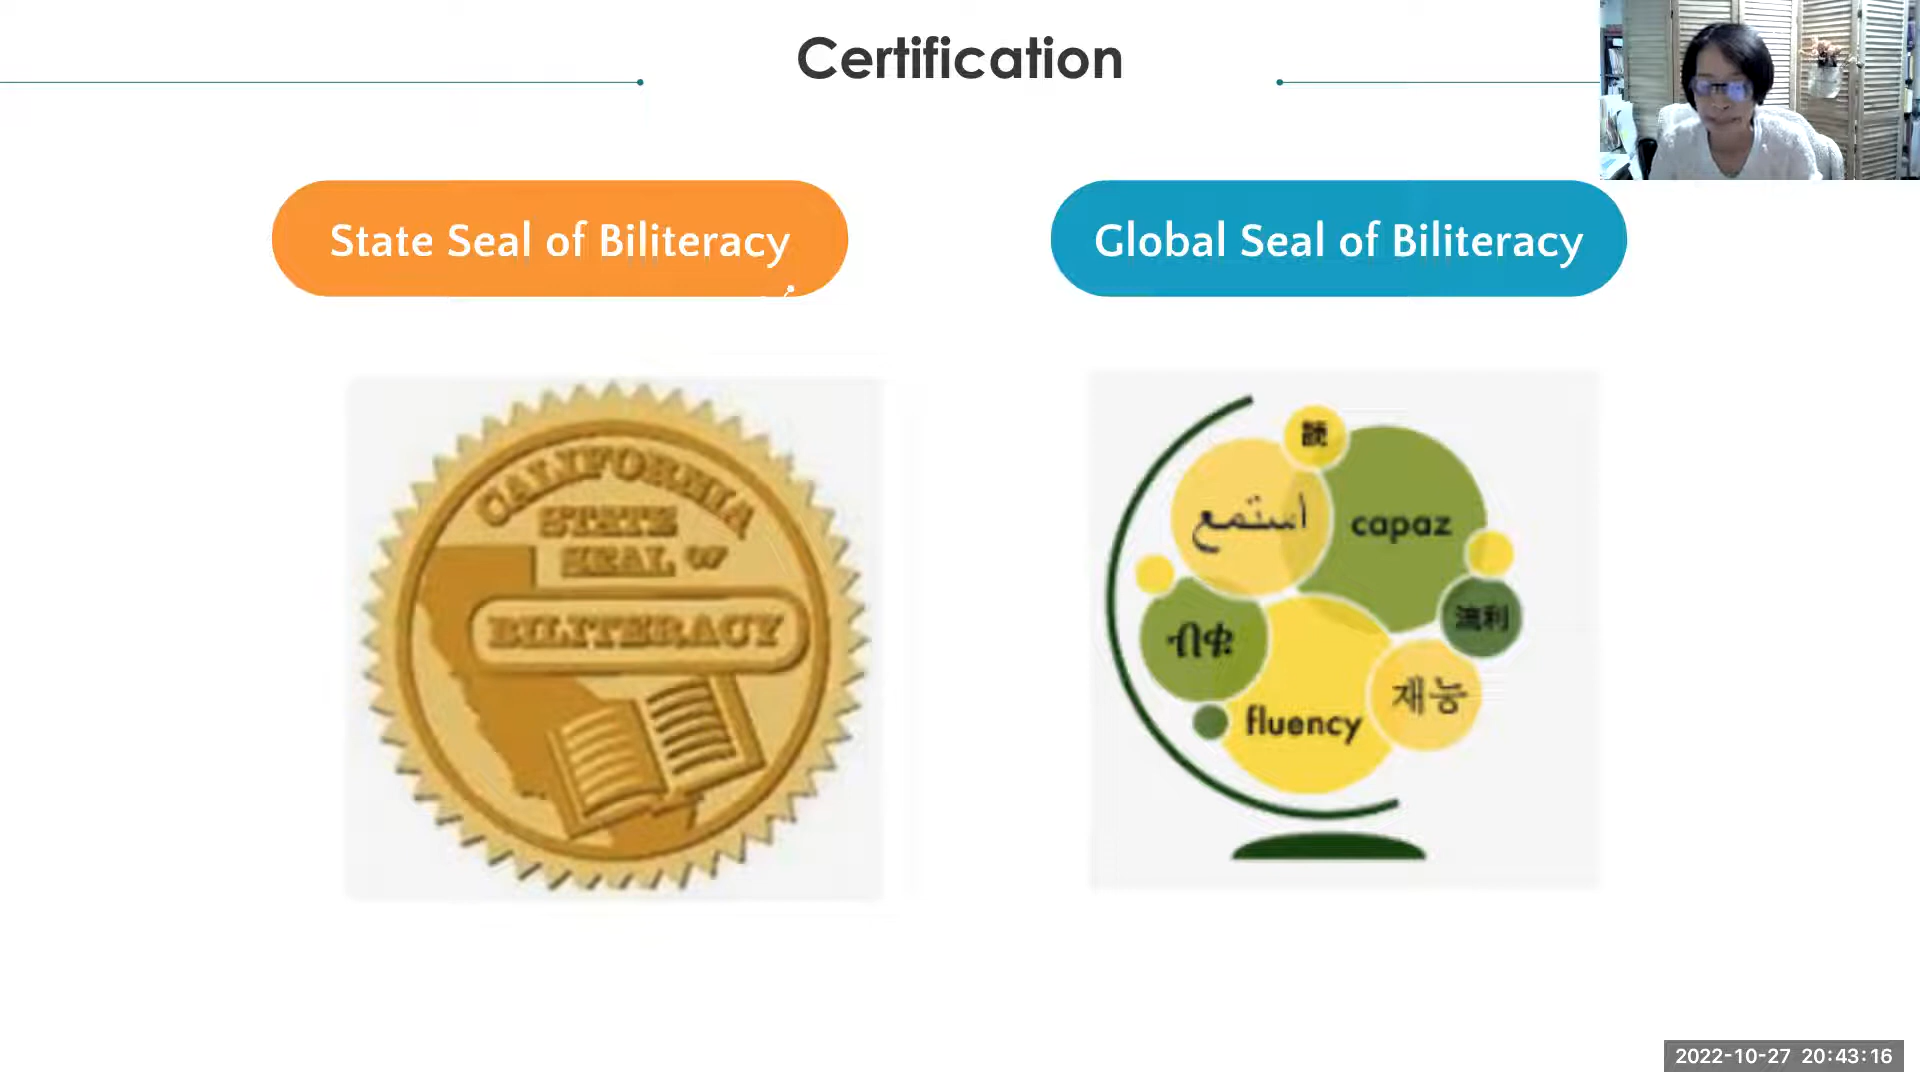 Certification
State Seal of Biliteracy
Global Seal of Biliteracy
CALIFORNIA
STATE
SEAL OF
BILITERACY
استمع
capaz
流利
ብቁ
재능
fluency
2022-10-27 20:43:16